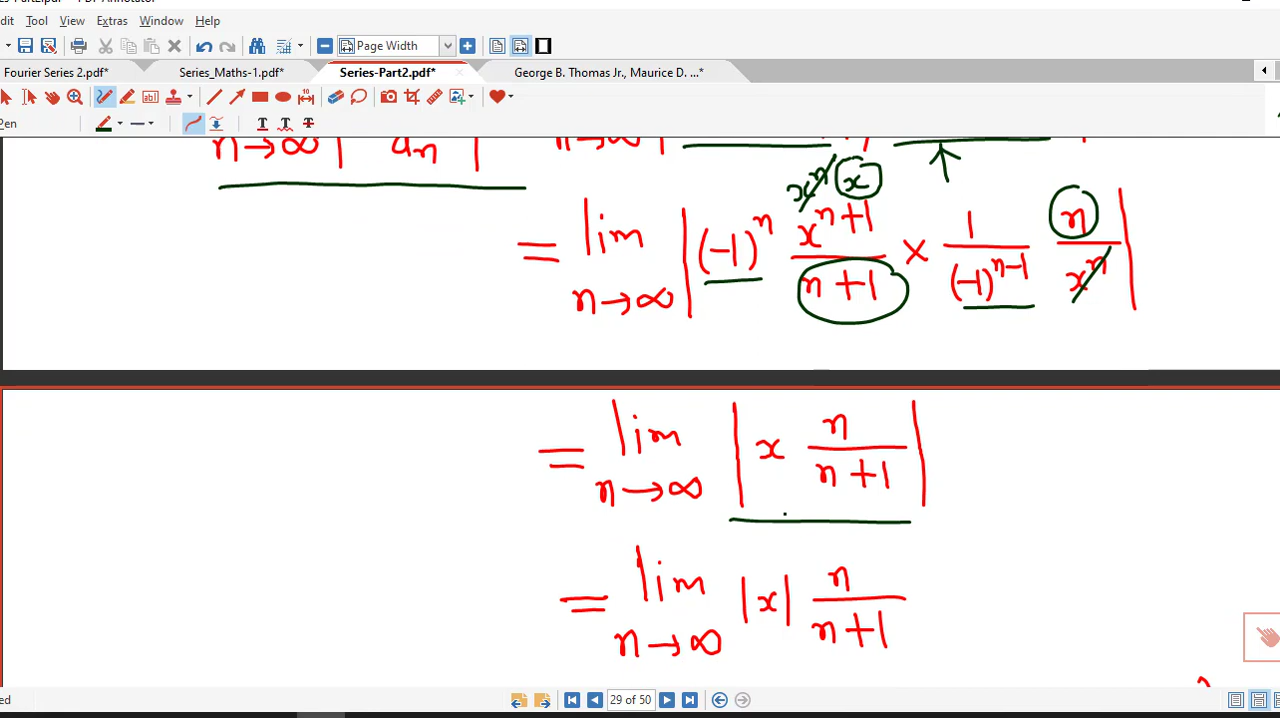 dit Tool View Extras Window Help
Page Width
Fourier Series 2.pdf* Series_Maths-1.pdf* Series-Part2.pdf* George B. Thomas Jr., Maurice D. ...*
Pen
n→∞ | aₙ | n→∞ |
xⁿ x
= lim n→∞ | (-1)ⁿ xⁿ⁺¹/(n+1) × 1/(-1)ⁿ⁻¹ n/xⁿ |
= lim n→∞ | x n/(n+1) |
= lim n→∞ |x| n/(n+1)
29 of 50